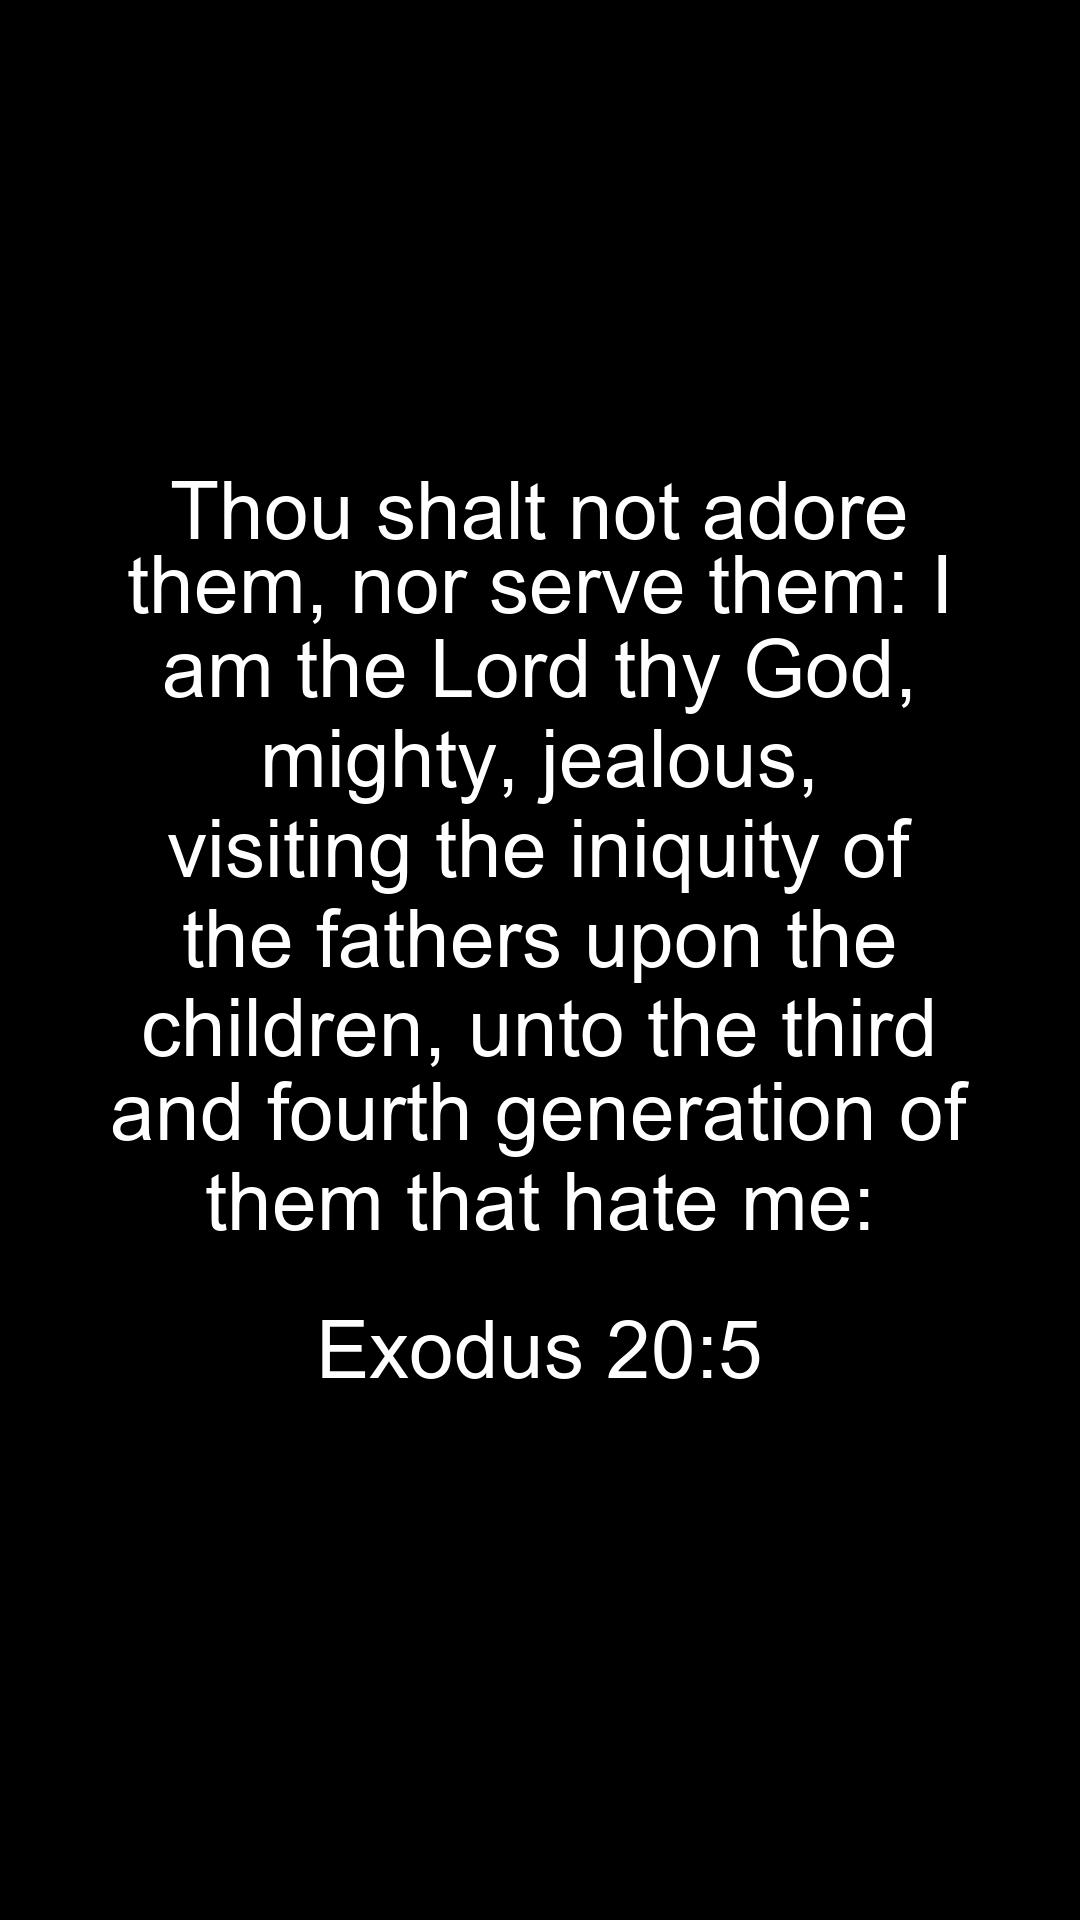 Thou shalt not adore
them, nor serve them: I
am the Lord thy God,
mighty, jealous,
visiting the iniquity of
the fathers upon the
children, unto the third
and fourth generation of
them that hate me:
Exodus 20:5